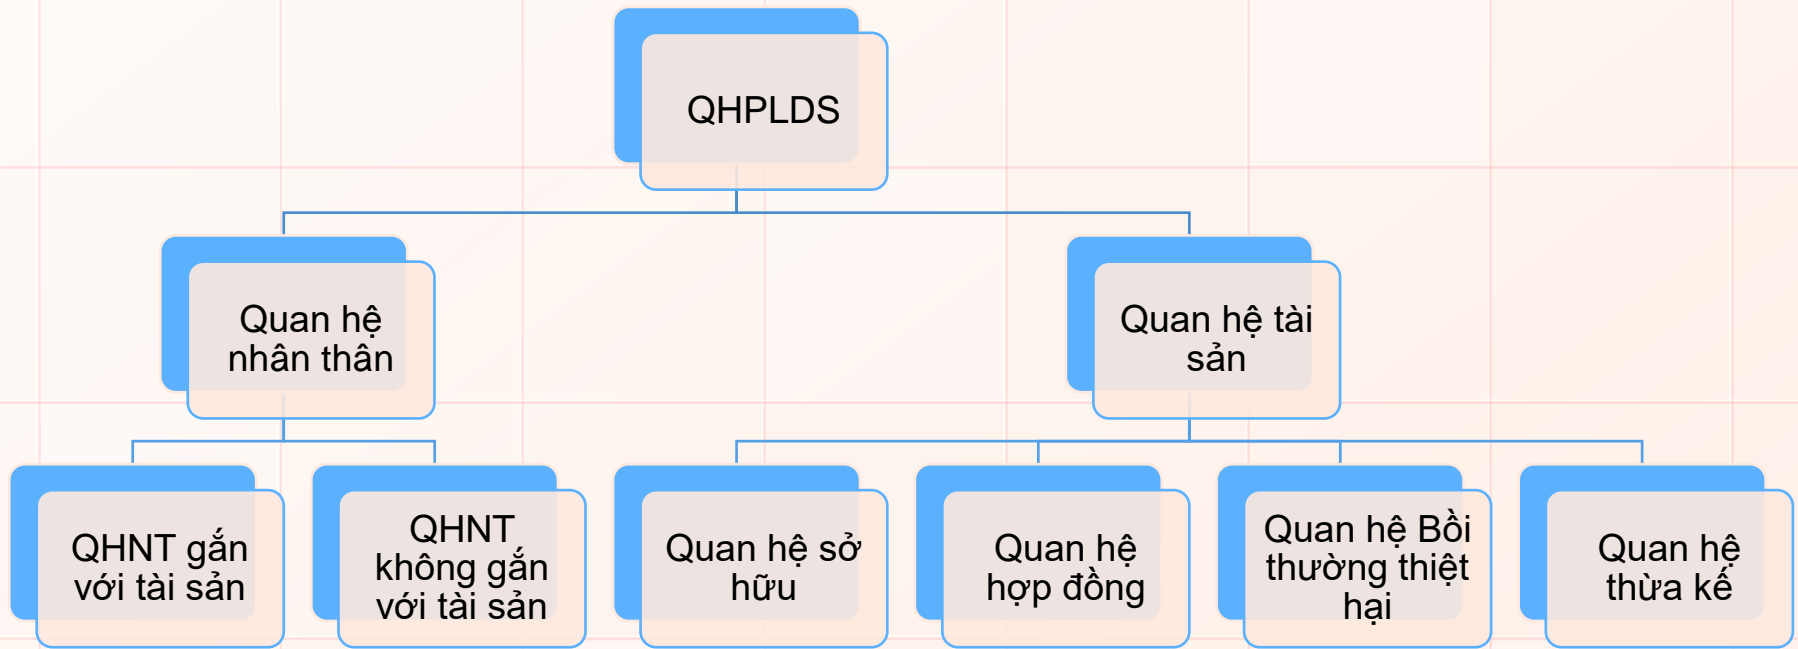 QHPLDS
Quan hệ
nhân thân
Quan hệ tài
sản
QHNT gắn
với tài sản
QHNT
không gắn
với tài sản
Quan hệ sở
hữu
Quan hệ
hợp đồng
Quan hệ Bồi
thường thiệt
hại
Quan hệ
thừa kế